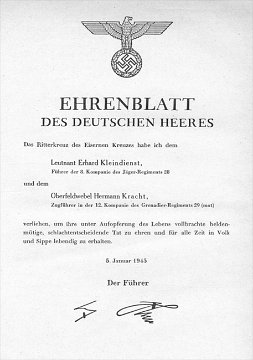 EHRENBLATT
DES DEUTSCHEN HEERES
Das Ritterkreuz des Eisernen Kreuzes habe ich dem
Leutnant Erhard Kleindienst,
Führer der 8. Kompanie des Jäger-Regiments 28
und dem
Oberfeldwebel Hermann Kracht,
Zugführer in der 12. Kompanie des Grenadier-Regiments 29 (mot)
verliehen, um ihre unter Aufopferung des Lebens vollbrachte helden-
mütige, schlachtentscheidende Tat zu ehren und für alle Zeit in Volk
und Sippe lebendig zu erhalten.
5. Januar 1943
Der Führer